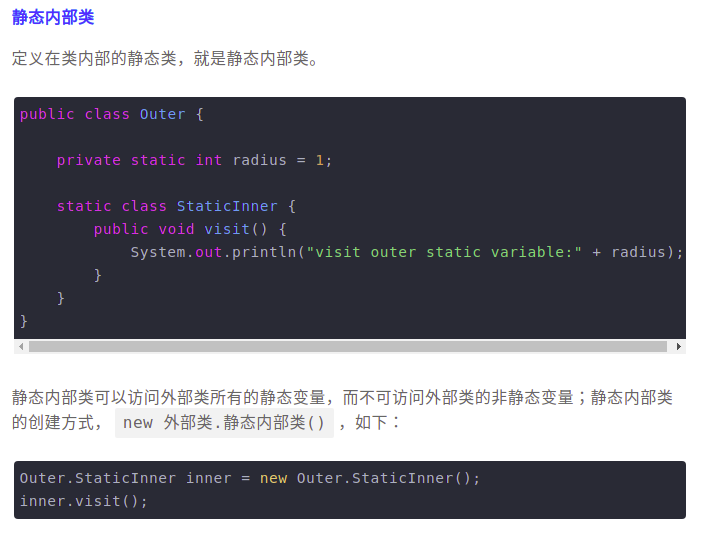 静态内部类
定义在类内部的静态类，就是静态内部类。
public class Outer {
    private static int radius = 1;
    static class StaticInner {
        public void visit() {
            System.out.println("visit outer static variable:" + radius);
        }
    }
}
静态内部类可以访问外部类所有的静态变量，而不可访问外部类的非静态变量；静态内部类
的创建方式， new 外部类.静态内部类() ，如下：
Outer.StaticInner inner = new Outer.StaticInner();
inner.visit();